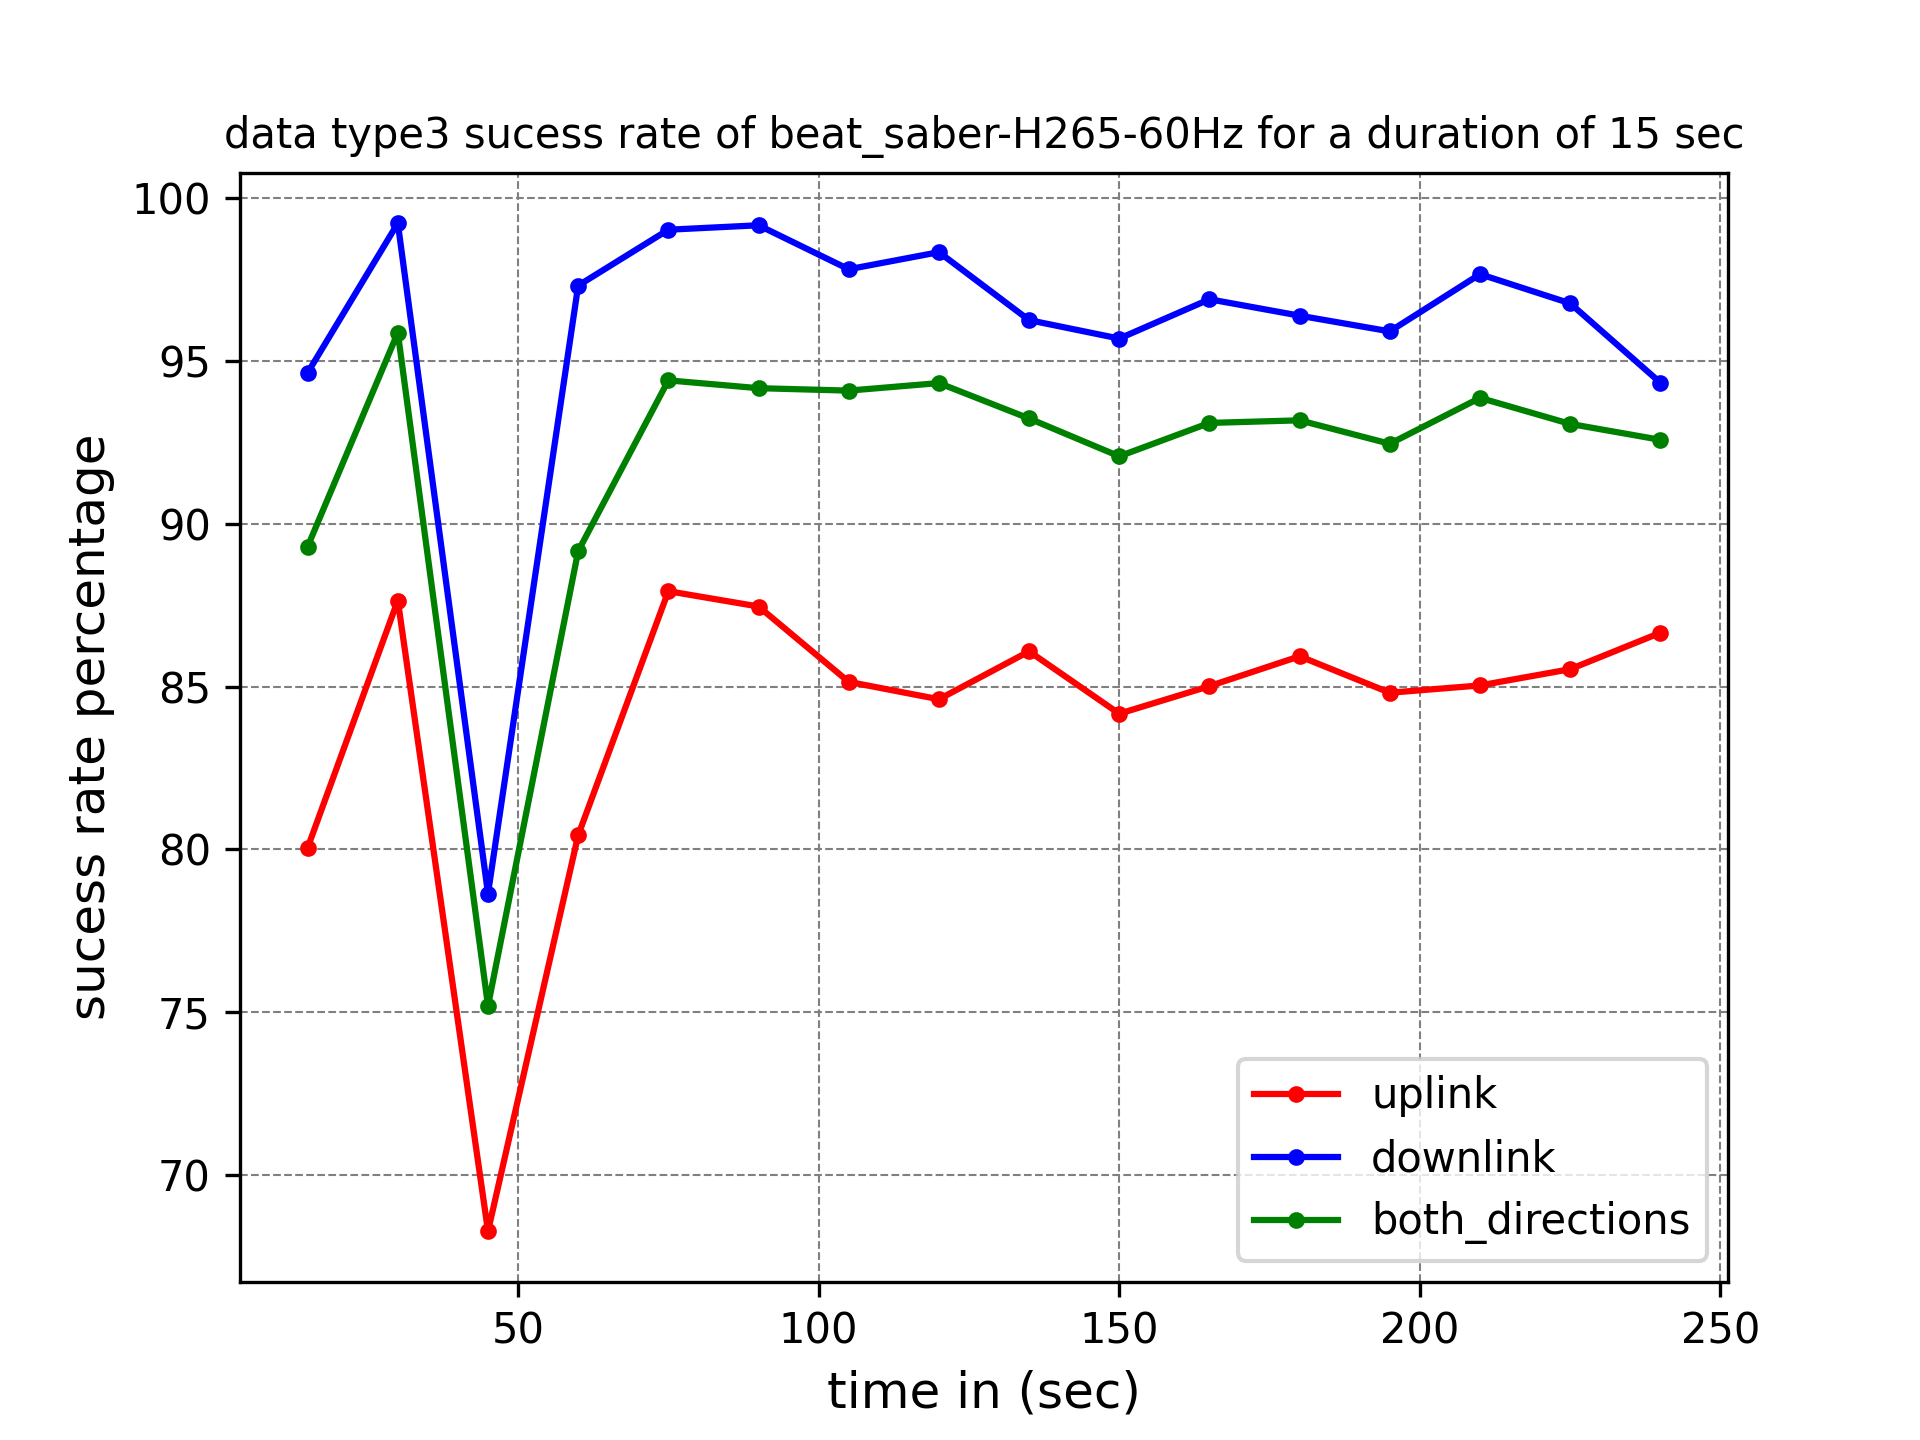 data type3 sucess rate of beat_saber-H265-60Hz for a duration of 15 sec
100
95
90
85
80
75
70
sucess rate percentage
uplink
downlink
both_directions
50 100 150 200 250
time in (sec)